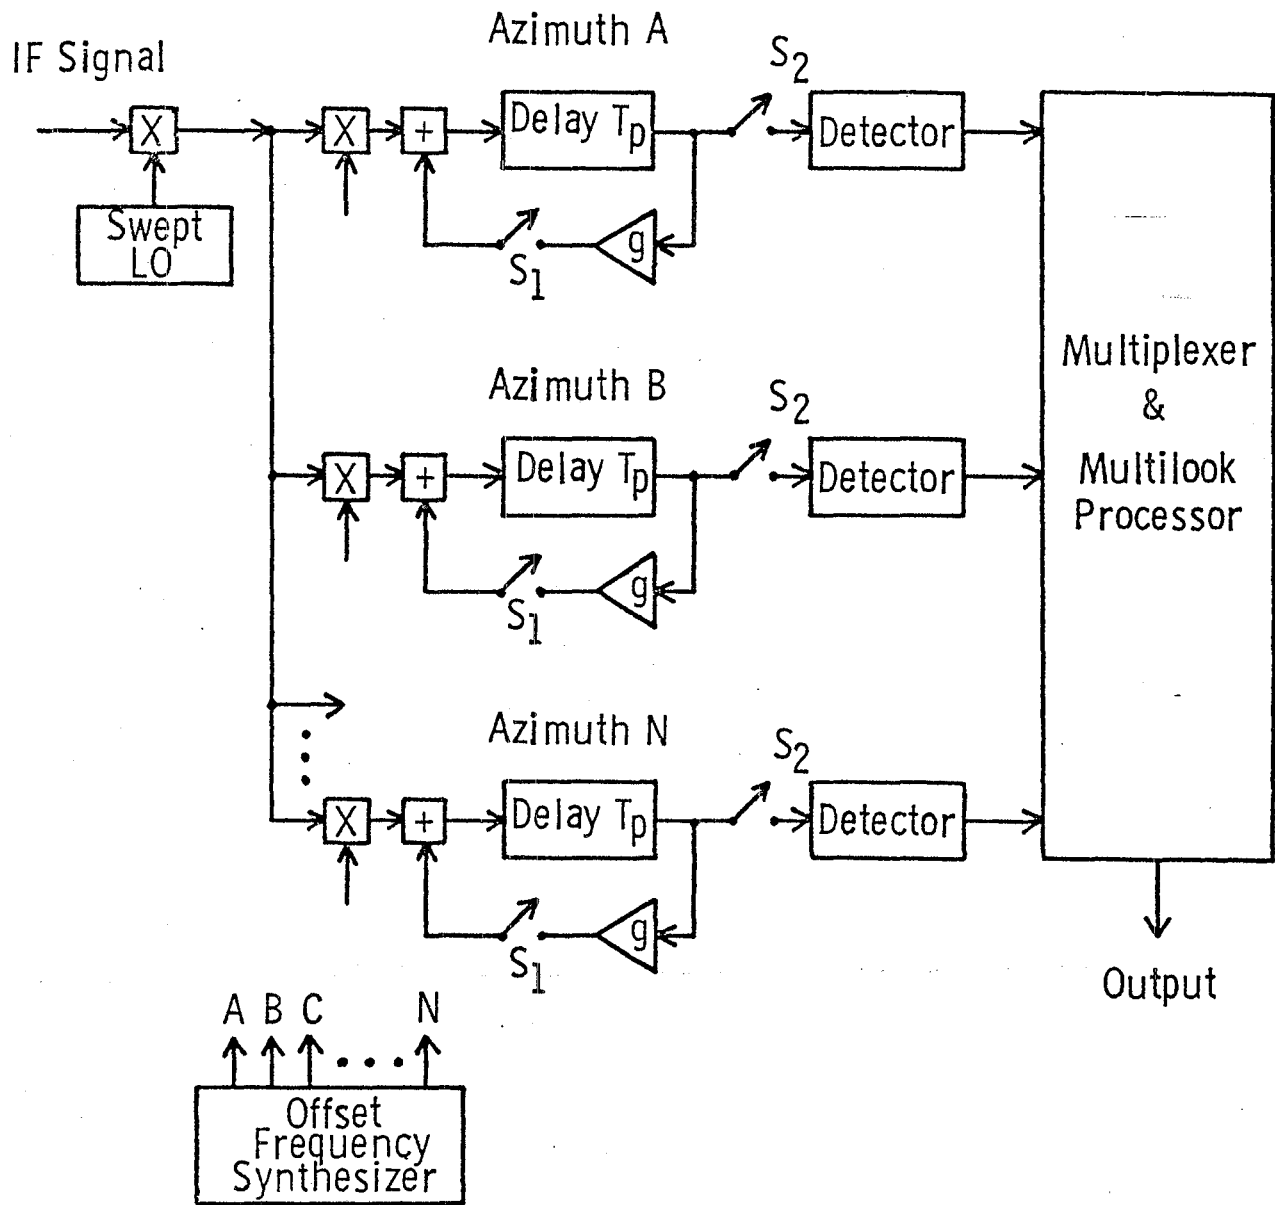 Azimuth A
IF Signal
S2
X
X
+
Delay Tp
Detector
Swept
LO
g
S1
Multiplexer
&
Multilook
Processor
Azimuth B
S2
X
+
Delay Tp
Detector
g
S1
Azimuth N
S2
X
+
Delay Tp
Detector
g
S1
Output
A B C N
Offset
Frequency
Synthesizer